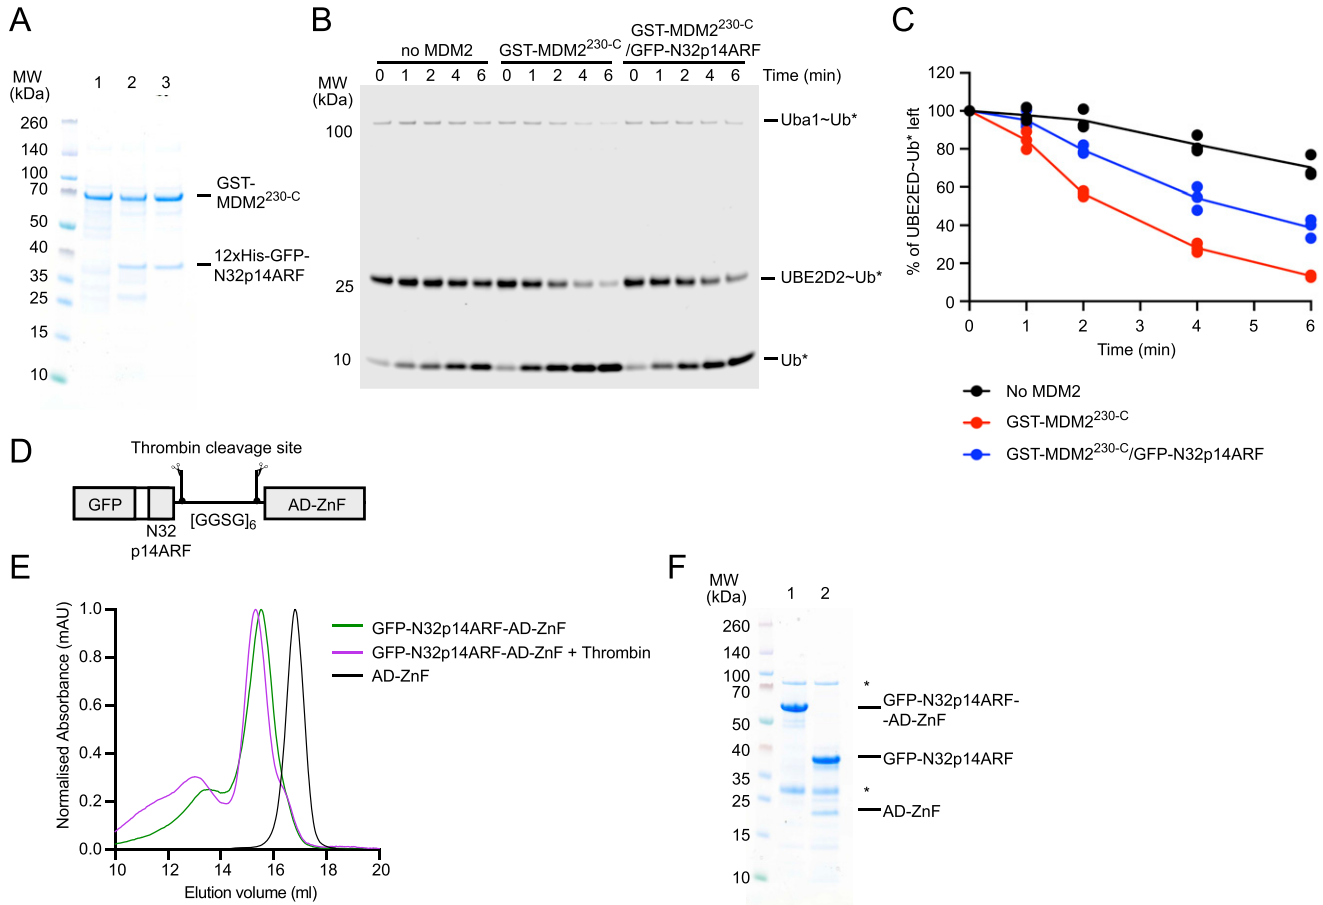 A
MW
(kDa)
1 2 3
260
140
100
70
50
40
35
25
15
10
GST-
MDM2230-C
12xHis-GFP-
N32p14ARF
B
no MDM2
GST-MDM2230-C
GST-MDM2230-C
/GFP-N32p14ARF
0 1 2 4 6 0 1 2 4 6 0 1 2 4 6 Time (min)
MW
(kDa)
100
25
10
Uba1~Ub*
UBE2D2~Ub*
Ub*
C
% of UBE2ED~Ub* left
120
100
80
60
40
20
0
0 1 2 3 4 5 6
Time (min)
No MDM2
GST-MDM2230-C
GST-MDM2230-C/GFP-N32p14ARF
D
Thrombin cleavage site
GFP
AD-ZnF
N32
p14ARF
[GGSG]6
E
Normalised Absorbance (mAU)
1.0
0.8
0.6
0.4
0.2
0.0
10 12 14 16 18 20
Elution volume (ml)
GFP-N32p14ARF-AD-ZnF
GFP-N32p14ARF-AD-ZnF + Thrombin
AD-ZnF
F
MW
(kDa)
1 2
260
140
100
70
50
40
35
25
15
10
*
GFP-N32p14ARF-
-AD-ZnF
GFP-N32p14ARF
*
AD-ZnF